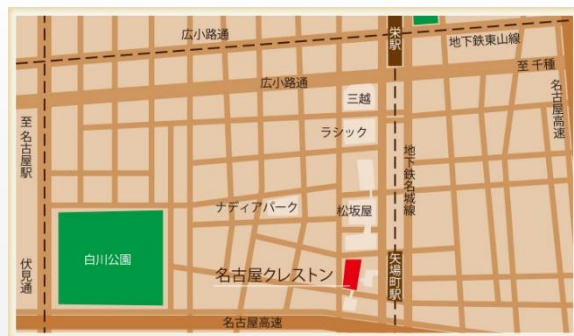 広小路通
栄駅
地下鉄東山線
広小路通
至 千種
三越
名古屋高速
至 名古屋駅
ラシック
地下鉄名城線
ナディアパーク
松坂屋
白川公園
伏見通
名古屋クレストン
矢場町駅
名古屋高速